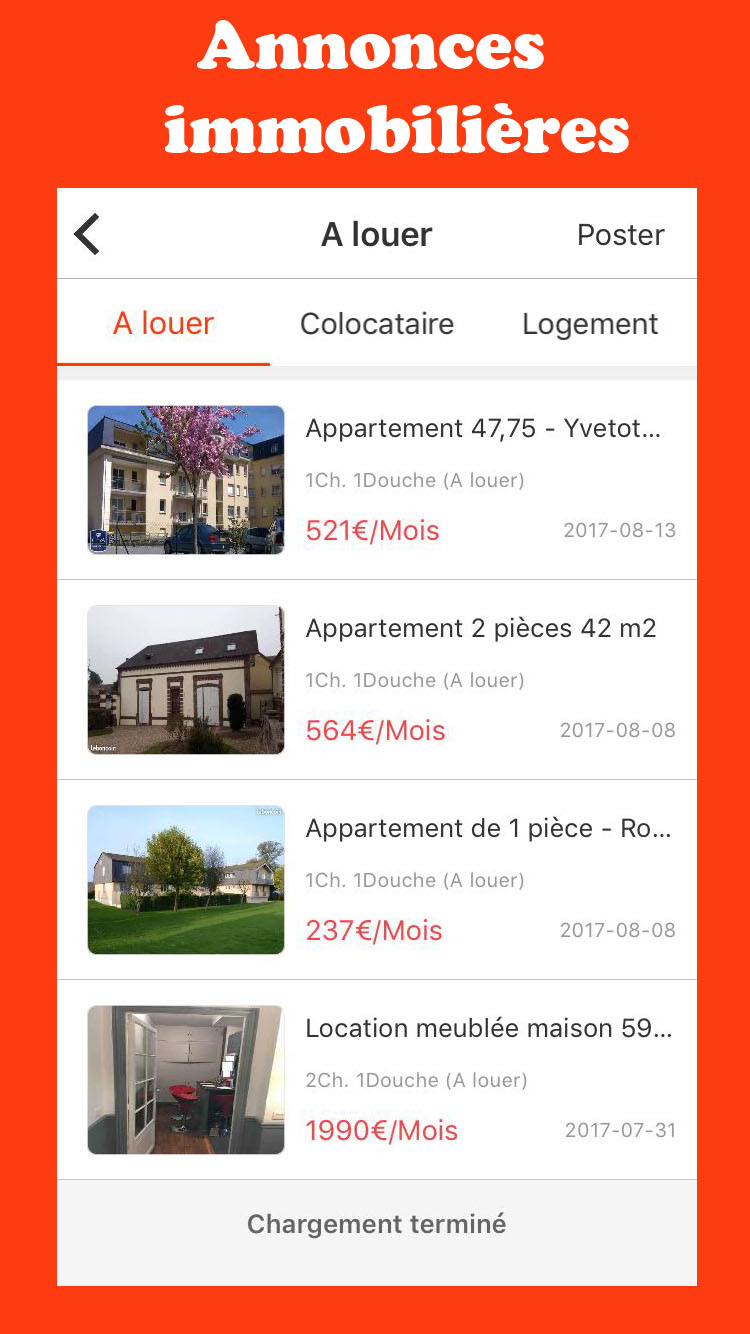 Annonces
immobilières
A louer
Poster
A louer
Colocataire
Logement
Appartement 47,75 - Yvetot...
1Ch. 1Douche (A louer)
521€/Mois
2017-08-13
Appartement 2 pièces 42 m2
1Ch. 1Douche (A louer)
564€/Mois
2017-08-08
leboncoin
Appartement de 1 pièce - Ro...
1Ch. 1Douche (A louer)
237€/Mois
2017-08-08
leboncoin
Location meublée maison 59...
2Ch. 1Douche (A louer)
1990€/Mois
2017-07-31
Chargement terminé